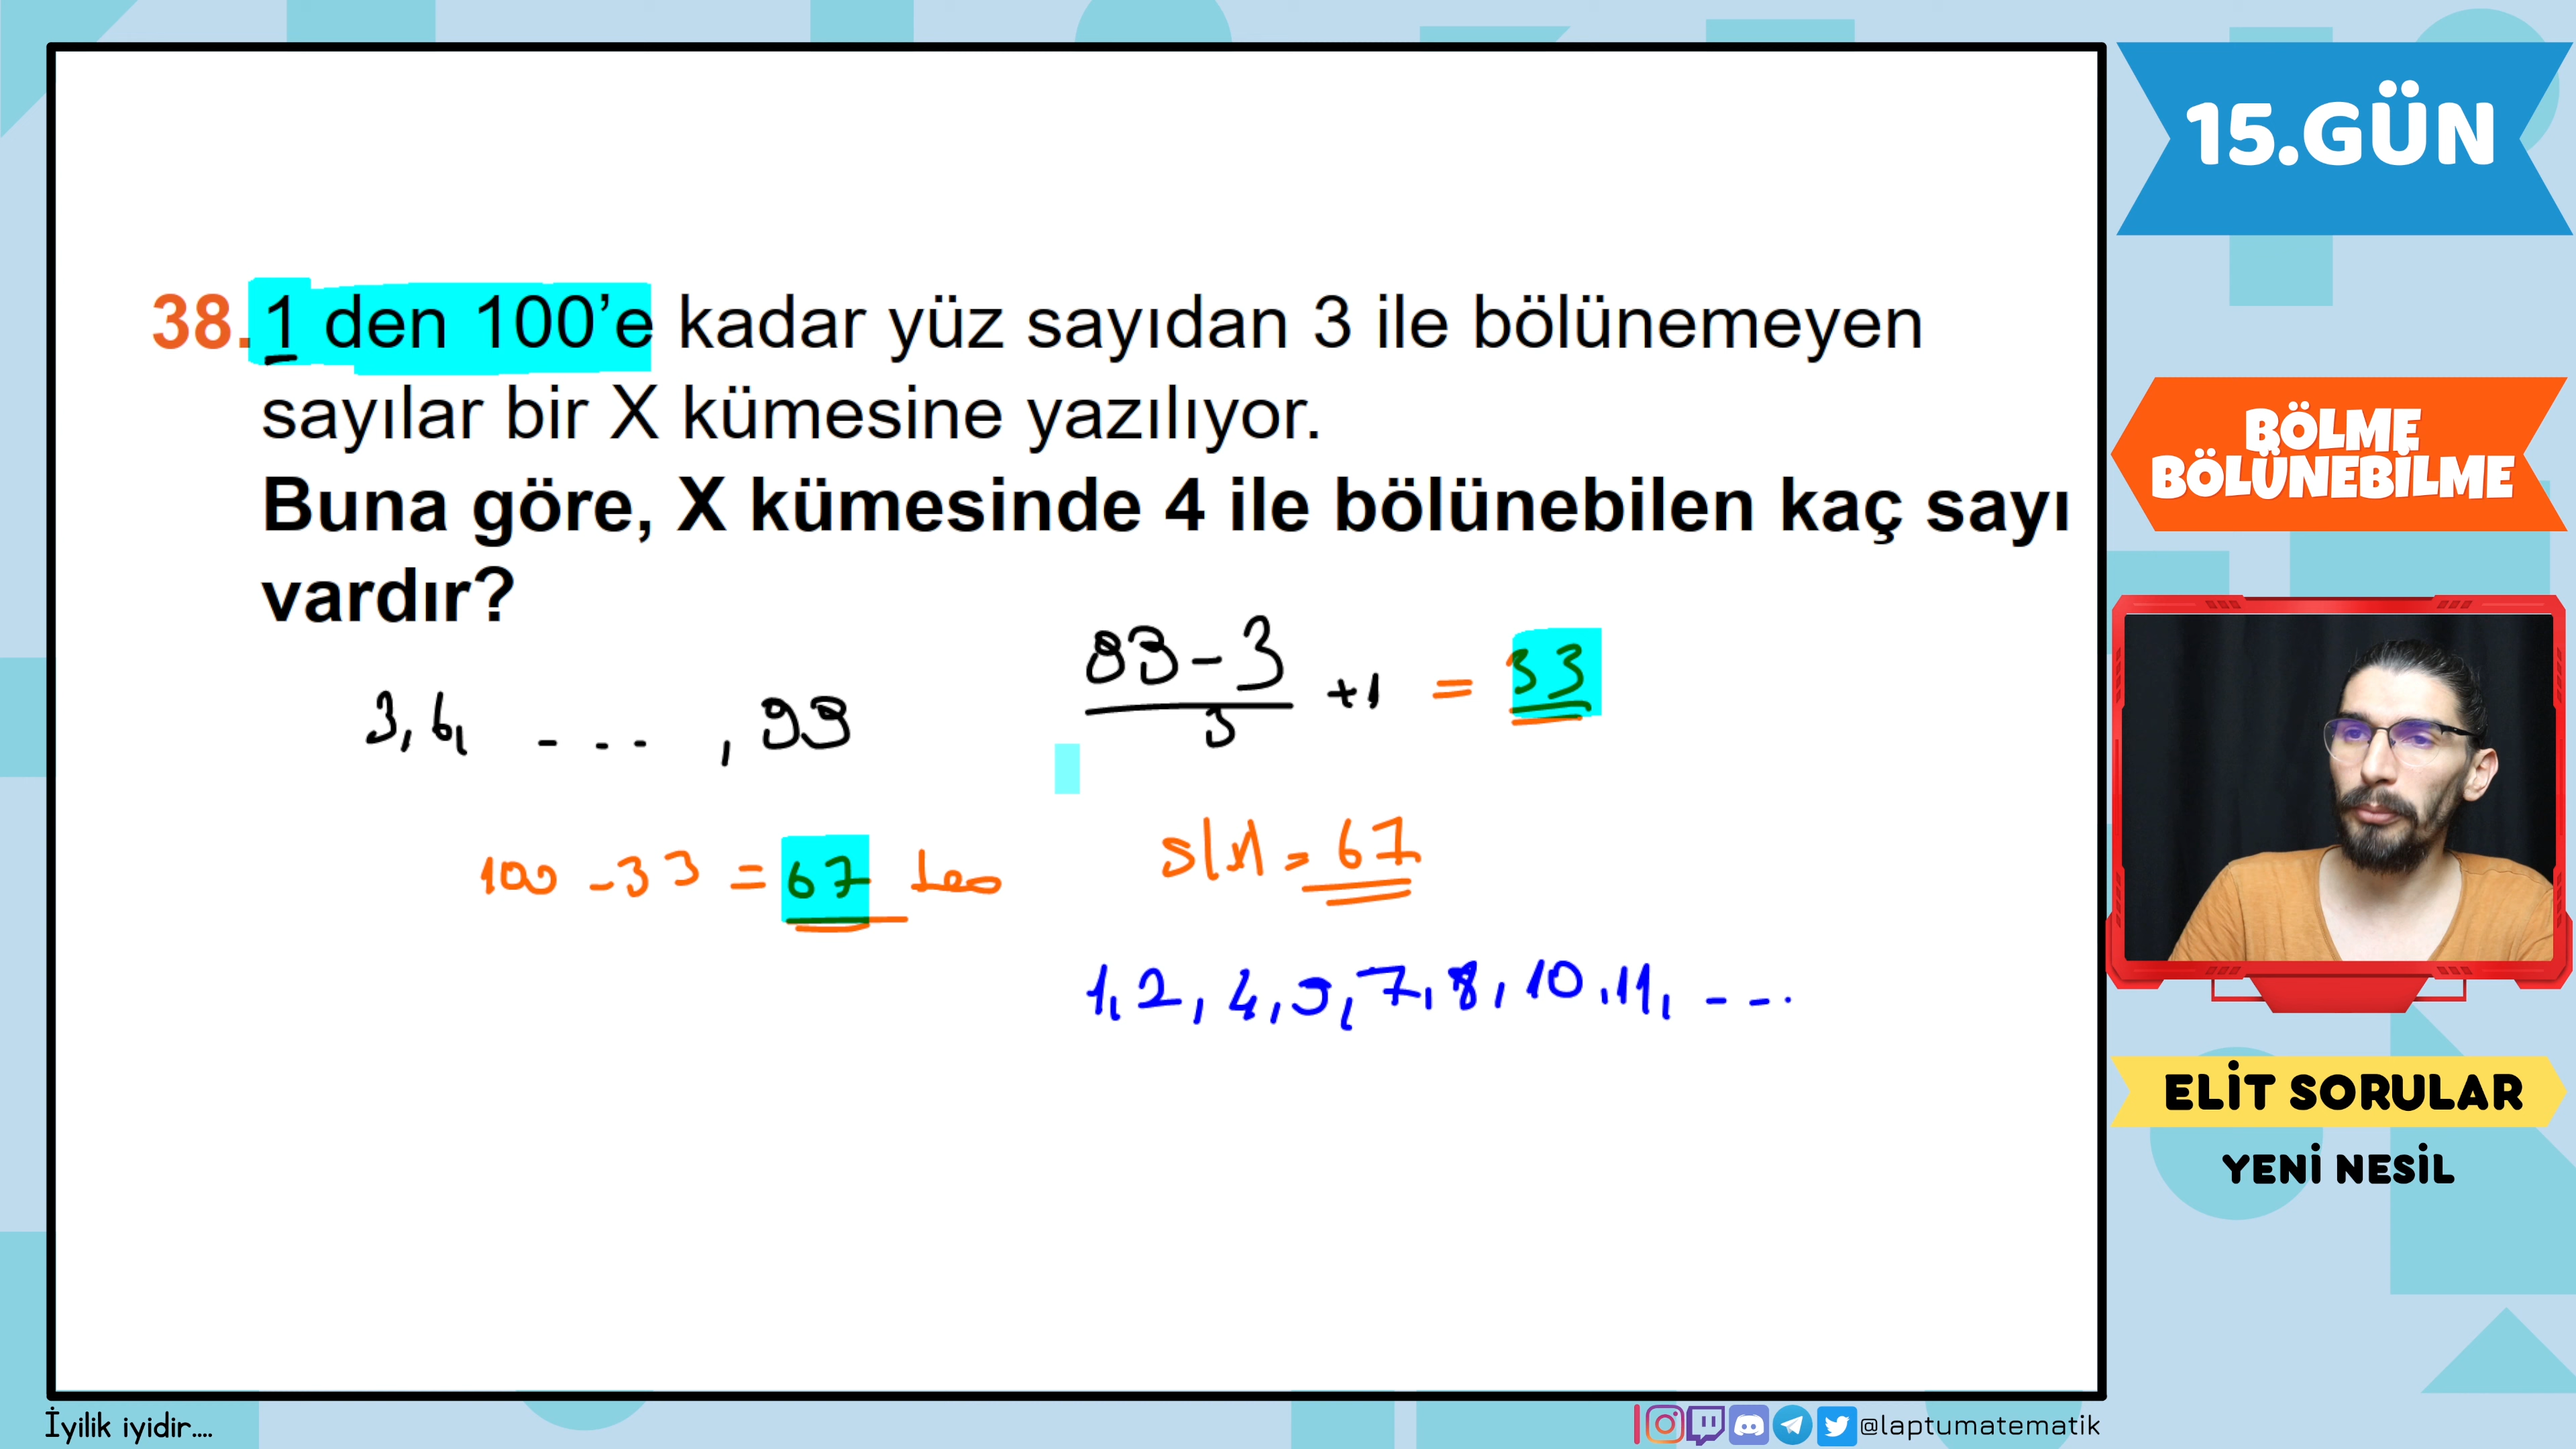 15.GÜN
38. 1 den 100’e kadar yüz sayıdan 3 ile bölünemeyen
sayılar bir X kümesine yazılıyor.
Buna göre, X kümesinde 4 ile bölünebilen kaç sayı
vardır?
BÖLME
BÖLÜNEBİLME
3, 6, - - - , 99
99 - 3
3
+1 = 33
100 - 33 = 67
s(x) = 67
1, 2, 4, 5, 7, 8, 10, 11, - - -
ELİT SORULAR
YENİ NESİL
İyilik iyidir....
@laptumatematik